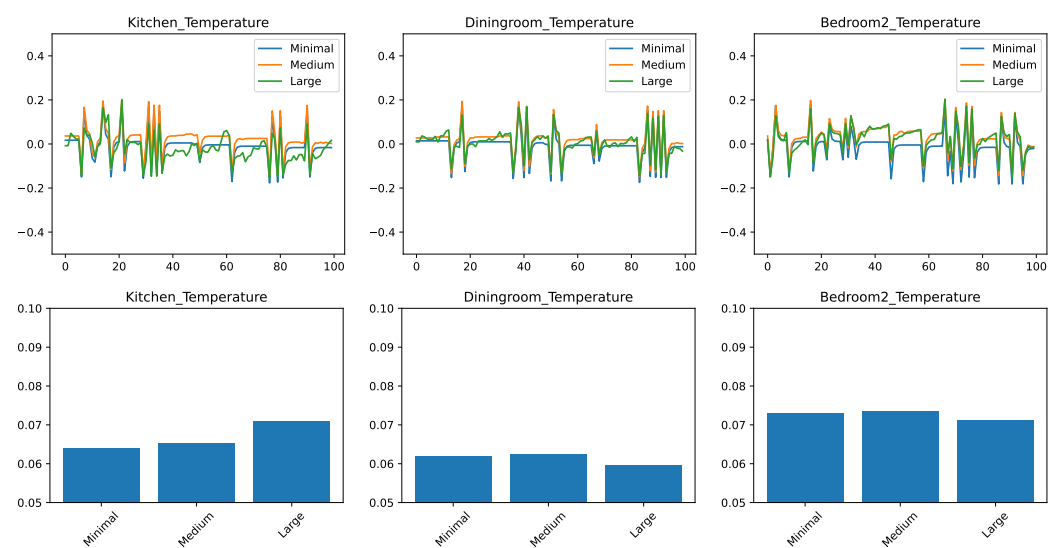 Kitchen_Temperature
0.4
0.2
0.0
−0.2
−0.4
0 20 40 60 80 100
Minimal
Medium
Large
Diningroom_Temperature
0.4
0.2
0.0
−0.2
−0.4
0 20 40 60 80 100
Minimal
Medium
Large
Bedroom2_Temperature
0.4
0.2
0.0
−0.2
−0.4
0 20 40 60 80 100
Minimal
Medium
Large
Kitchen_Temperature
0.10
0.09
0.08
0.07
0.06
0.05
Minimal Medium Large
Diningroom_Temperature
0.10
0.09
0.08
0.07
0.06
0.05
Minimal Medium Large
Bedroom2_Temperature
0.10
0.09
0.08
0.07
0.06
0.05
Minimal Medium Large